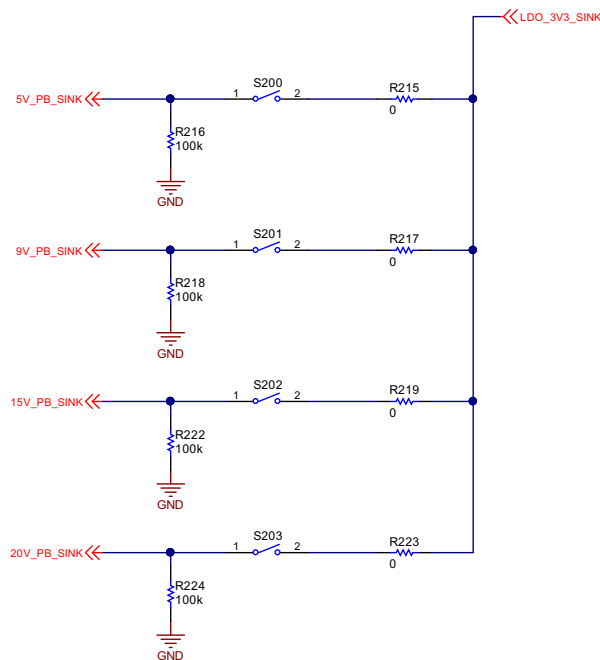 LDO_3V3_SINK
5V_PB_SINK
1
S200
2
R215
0
R216
100k
GND
9V_PB_SINK
1
S201
2
R217
0
R218
100k
GND
15V_PB_SINK
1
S202
2
R219
0
R222
100k
GND
20V_PB_SINK
1
S203
2
R223
0
R224
100k
GND